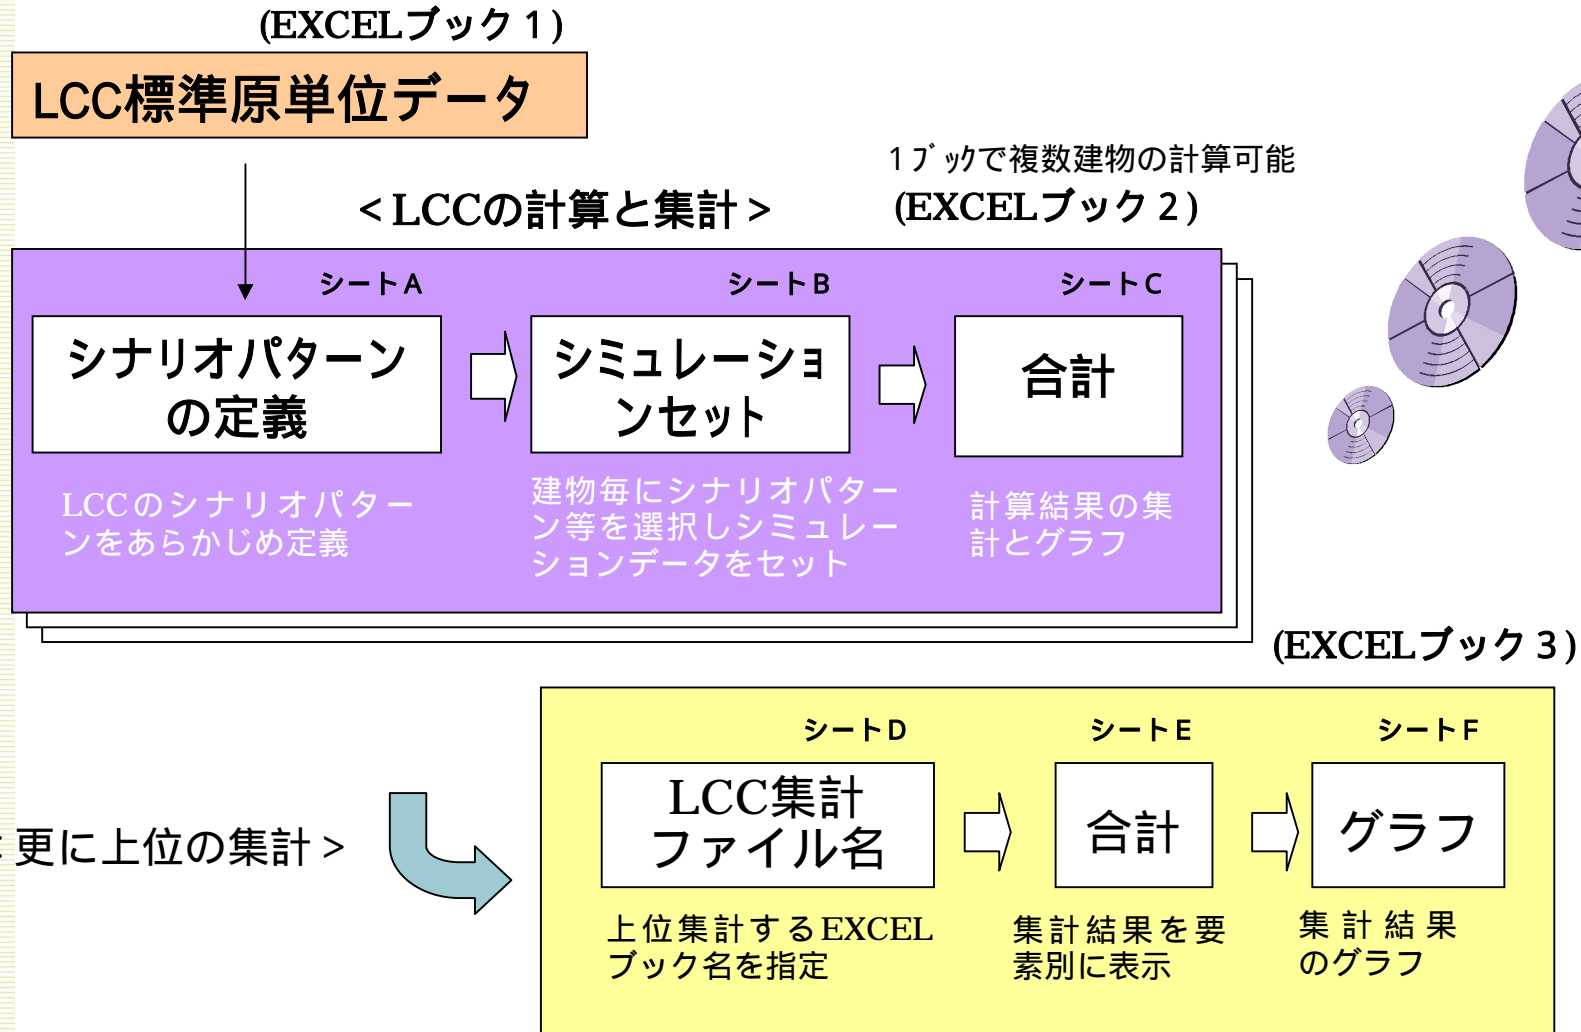 (EXCELブック１)
LCC標準原単位データ
1ﾌﾞｯｸで複数建物の計算可能
＜LCCの計算と集計＞
(EXCELブック２)
シートA
シートB
シートC
シナリオパターン
の定義
シミュレーショ
ンセット
合計
LCCのシナリオパター
ンをあらかじめ定義
建物毎にシナリオパター
ン等を選択しシミュレー
ションデータをセット
計算結果の集
計とグラフ
(EXCELブック３)
シートD
シートE
シートF
LCC集計
ファイル名
合計
グラフ
＜更に上位の集計＞
上位集計するEXCEL
ブック名を指定
集計結果を要
素別に表示
集計結果
のグラフ